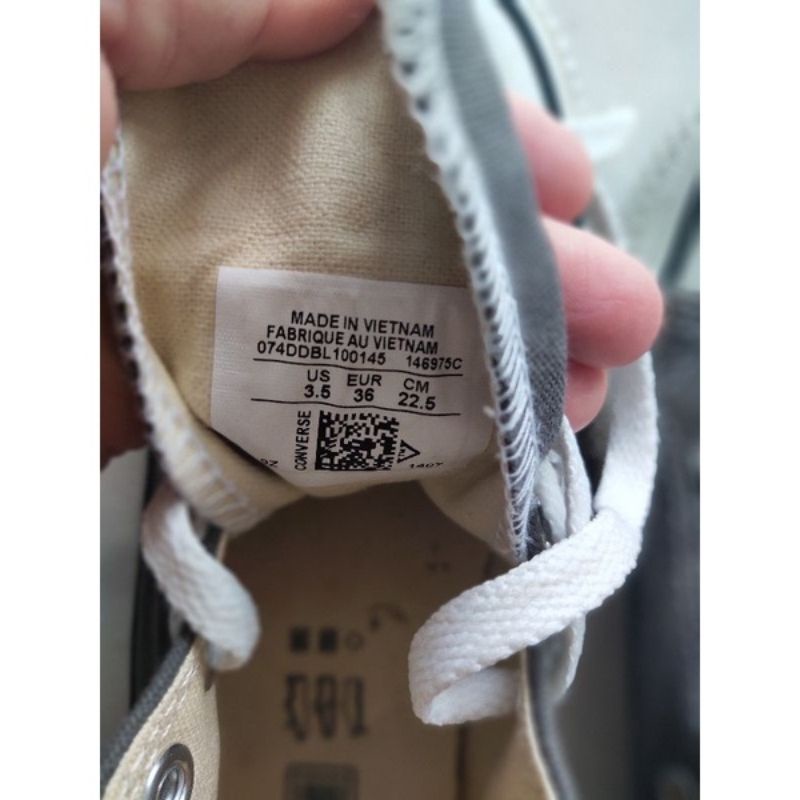 MADE IN VIETNAM
FABRIQUE AU VIETNAM
074DDBL100145 146975C
US EUR CM
3.5 36 22.5
CONVERSE